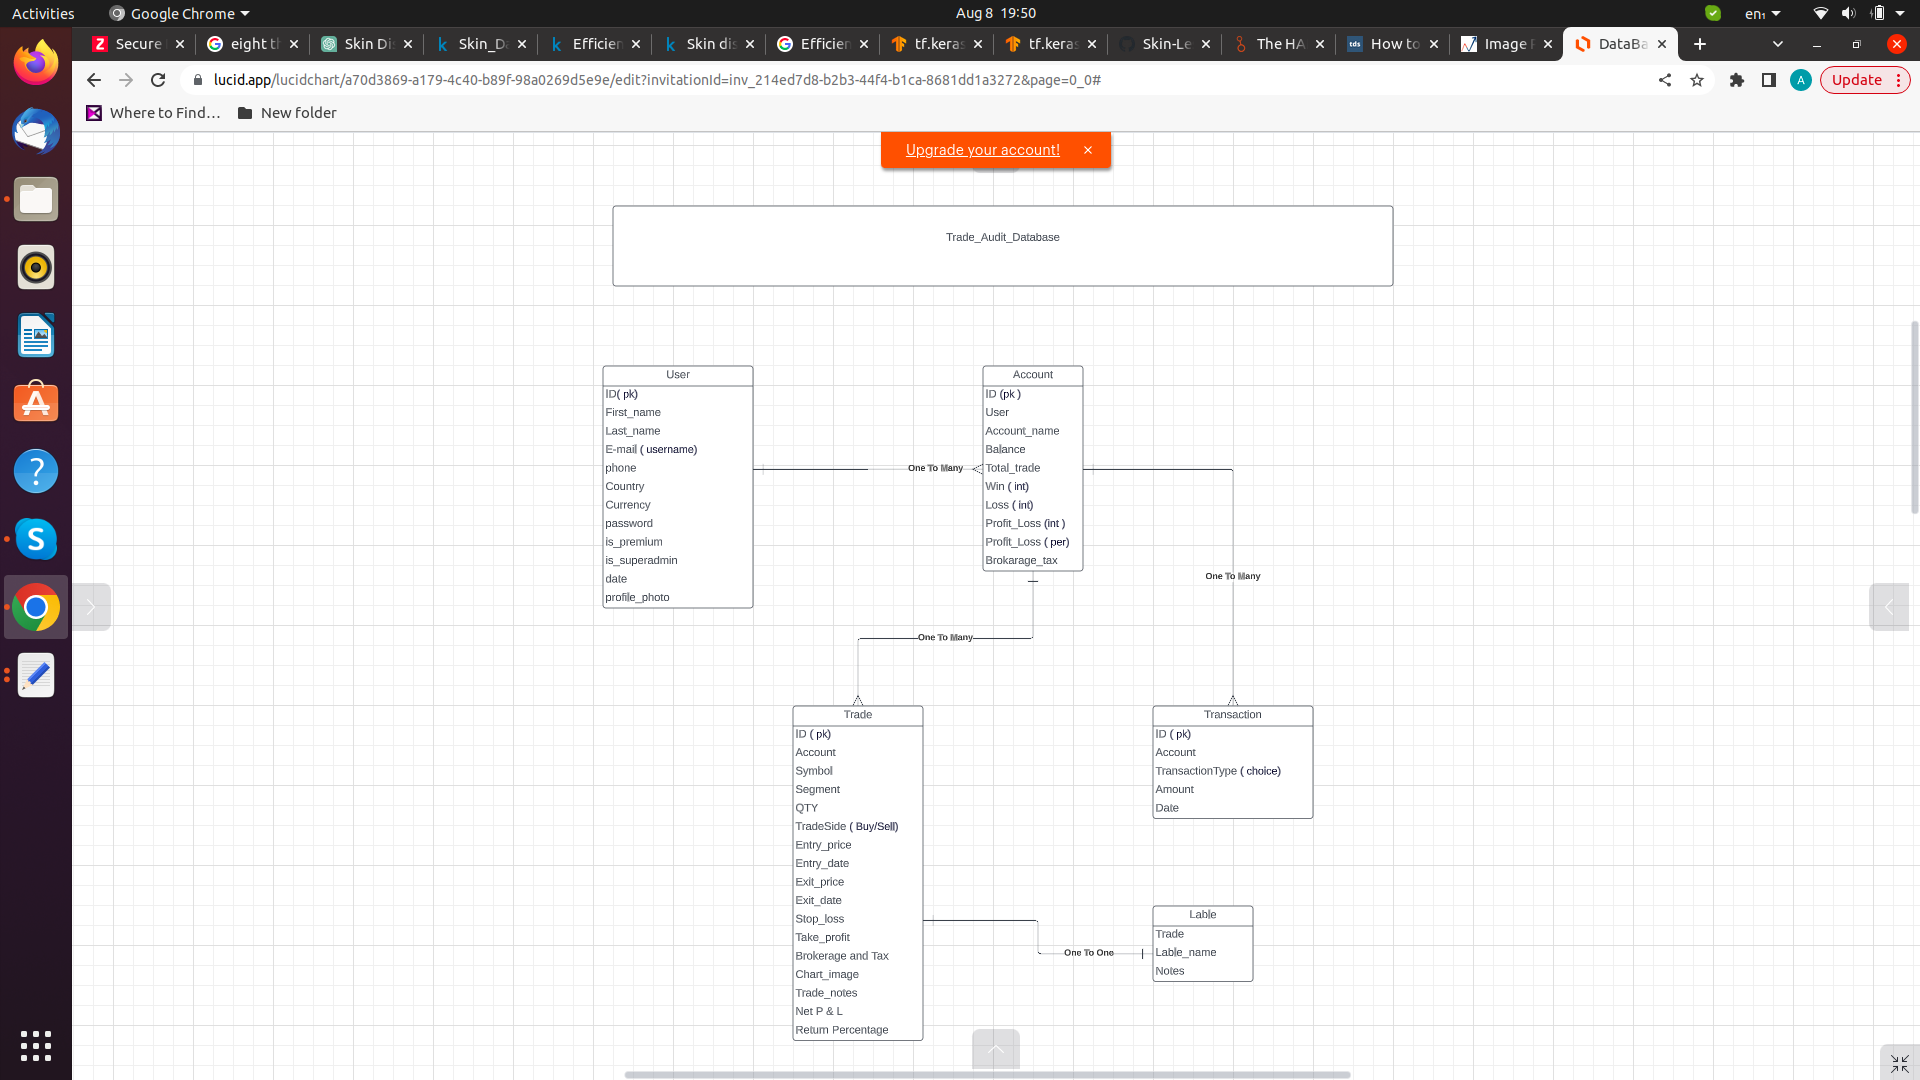 Activities
Google Chrome
Aug 8 19:50
en₁
Secure
eight th
Skin Dis
Skin_Da
Efficien
Skin dis
Efficien
tf.keras
tf.keras
Skin-Le
The HA
How to
Image P
DataBa
lucid.app/lucidchart/a70d3869-a179-4c40-b89f-98a0269d5e9e/edit?invitationId=inv_214ed7d8-b2b3-44f4-b1ca-8681dd1a3272&page=0_0#
A
Update
Where to Find…
New folder
Upgrade your account!
Trade_Audit_Database
User
ID( pk)
First_name
Last_name
E-mail ( username)
phone
Country
Currency
password
is_premium
is_superadmin
date
profile_photo
One To Many
Account
ID (pk )
User
Account_name
Balance
Total_trade
Win ( int)
Loss ( int)
Profit_Loss (int )
Profit_Loss ( per)
Brokarage_tax
One To Many
One To Many
Trade
ID ( pk)
Account
Symbol
Segment
QTY
TradeSide ( Buy/Sell)
Entry_price
Entry_date
Exit_price
Exit_date
Stop_loss
Take_profit
Brokerage and Tax
Chart_image
Trade_notes
Net P & L
Return Percentage
Transaction
ID ( pk)
Account
TransactionType ( choice)
Amount
Date
One To One
Lable
Trade
Lable_name
Notes